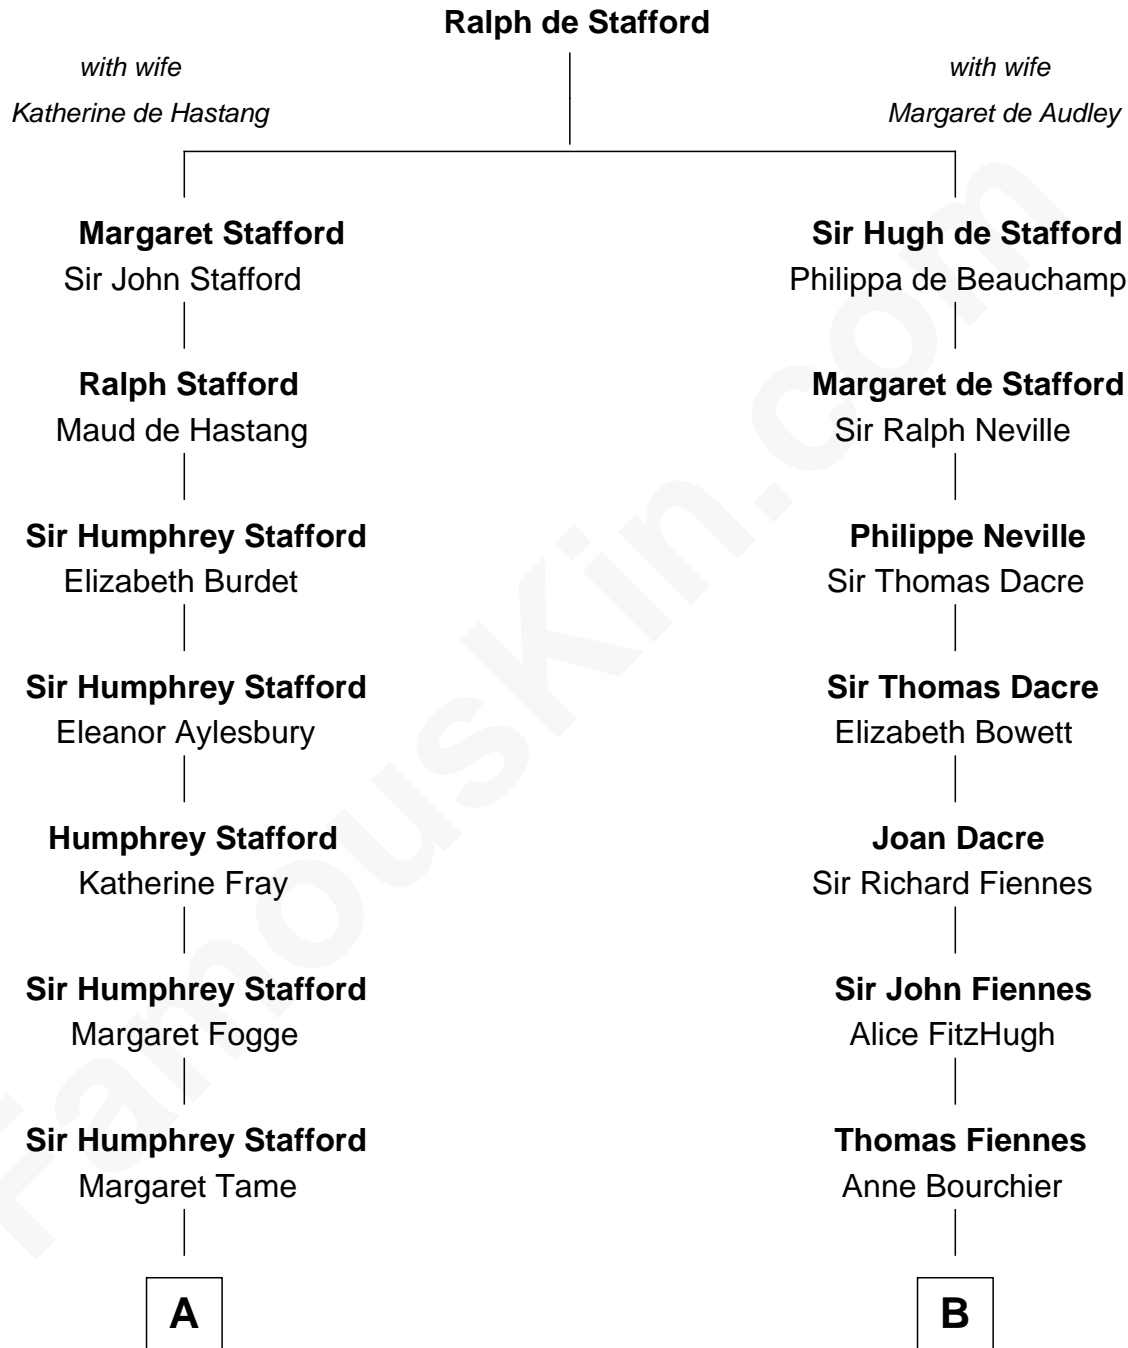 Ralph de Stafford
with wife
Katherine de Hastang
with wife
Margaret de Audley
Margaret Stafford
Sir John Stafford
Sir Hugh de Stafford
Philippa de Beauchamp
Ralph Stafford
Maud de Hastang
Margaret de Stafford
Sir Ralph Neville
Sir Humphrey Stafford
Elizabeth Burdet
Philippe Neville
Sir Thomas Dacre
Sir Humphrey Stafford
Eleanor Aylesbury
Sir Thomas Dacre
Elizabeth Bowett
Humphrey Stafford
Katherine Fray
Joan Dacre
Sir Richard Fiennes
Sir Humphrey Stafford
Margaret Fogge
Sir John Fiennes
Alice FitzHugh
Sir Humphrey Stafford
Margaret Tame
Thomas Fiennes
Anne Bourchier
A
B
FamousKin.com